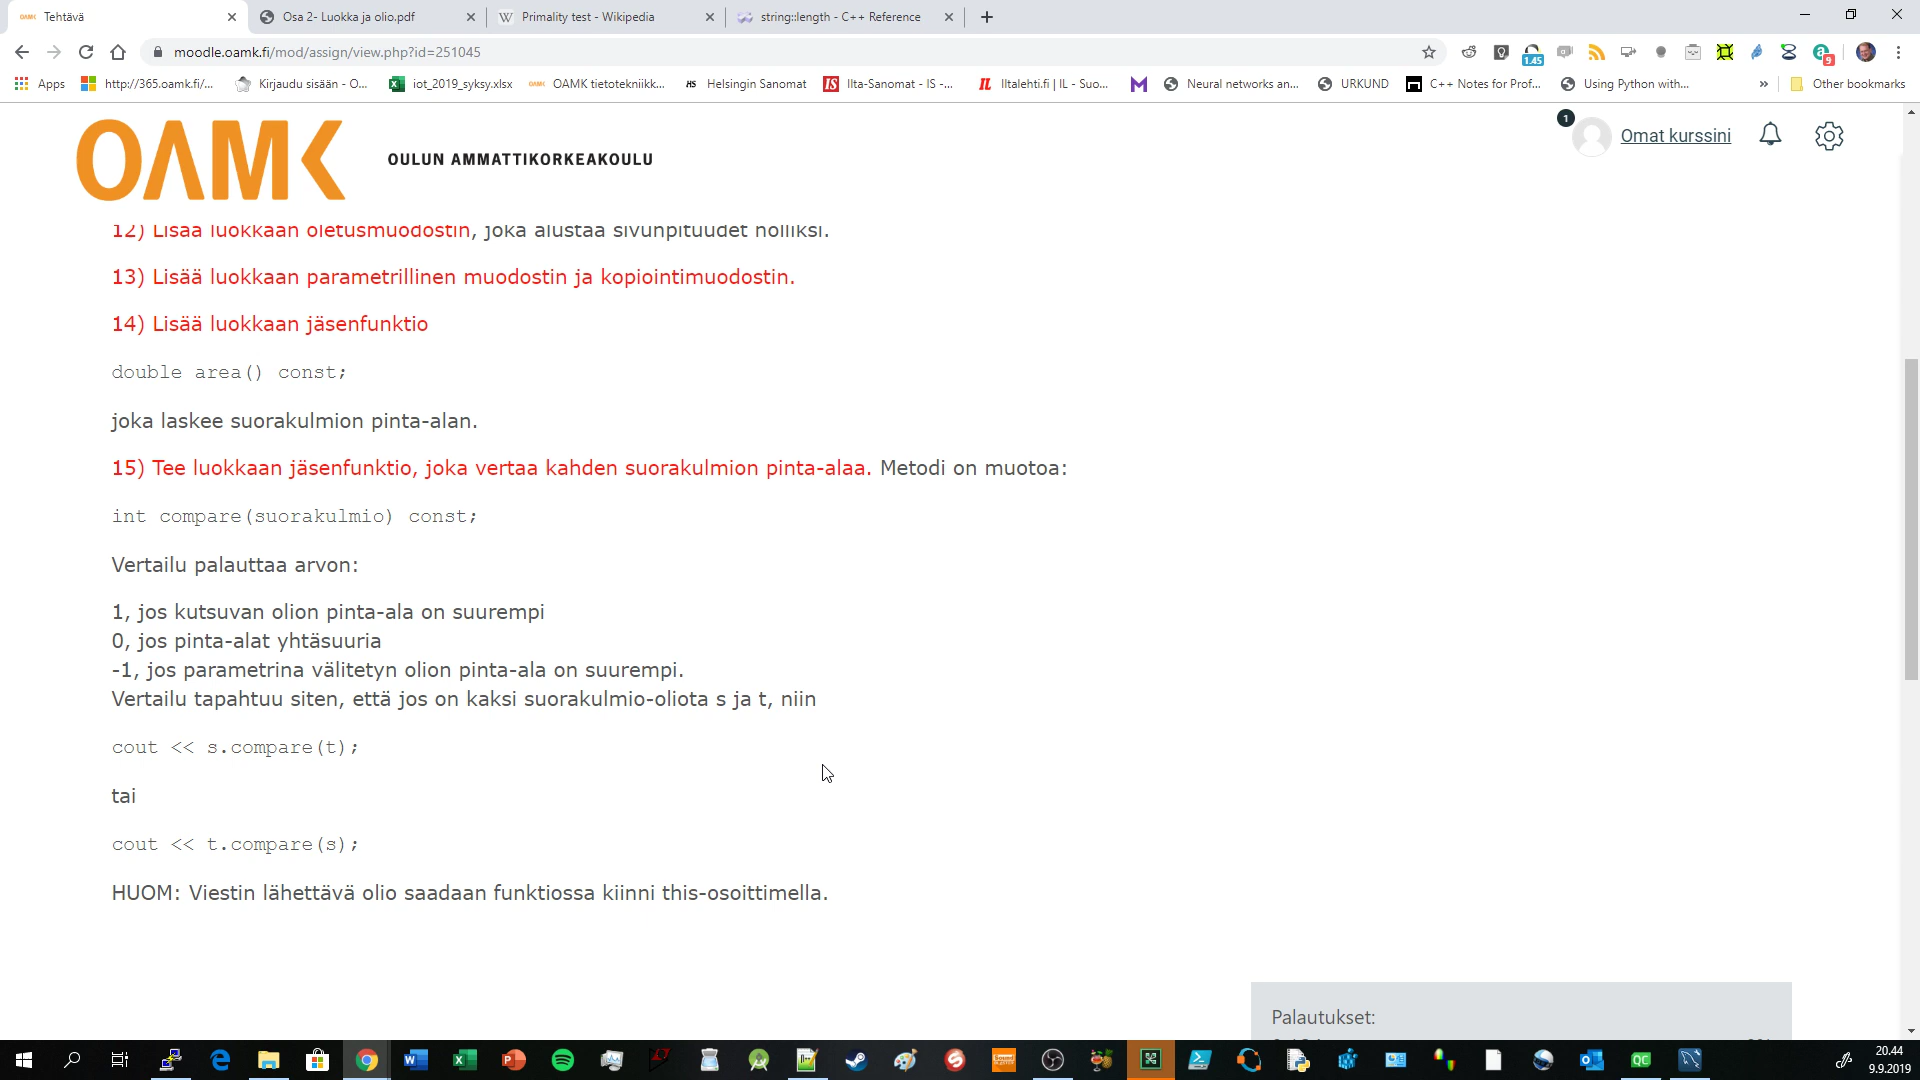 Tehtävä
Osa 2- Luokka ja olio.pdf
Primality test - Wikipedia
string::length - C++ Reference
moodle.oamk.fi/mod/assign/view.php?id=251045
1.45
9
Apps
http://365.oamk.fi/...
Kirjaudu sisään - O...
iot_2019_syksy.xlsx
OAMK tietotekniikk...
HS Helsingin Sanomat
IS Ilta-Sanomat - IS -...
IL Iltalehti.fi | IL - Suo...
Neural networks an...
URKUND
C++ Notes for Prof...
Using Python with...
»
Other bookmarks
OAMK
OULUN AMMATTIKORKEAKOULU
1
Omat kurssini
12) Lisää luokkaan oletusmuodostin, joka alustaa sivunpituudet nolliksi.
13) Lisää luokkaan parametrillinen muodostin ja kopiointimuodostin.
14) Lisää luokkaan jäsenfunktio
double area() const;
joka laskee suorakulmion pinta-alan.
15) Tee luokkaan jäsenfunktio, joka vertaa kahden suorakulmion pinta-alaa. Metodi on muotoa:
int compare(suorakulmio) const;
Vertailu palauttaa arvon:
1, jos kutsuvan olion pinta-ala on suurempi
0, jos pinta-alat yhtäsuuria
-1, jos parametrina välitetyn olion pinta-ala on suurempi.
Vertailu tapahtuu siten, että jos on kaksi suorakulmio-oliota s ja t, niin
cout << s.compare(t);
tai
cout << t.compare(s);
HUOM: Viestin lähettävä olio saadaan funktiossa kiinni this-osoittimella.
Palautukset:
20.44
9.9.2019